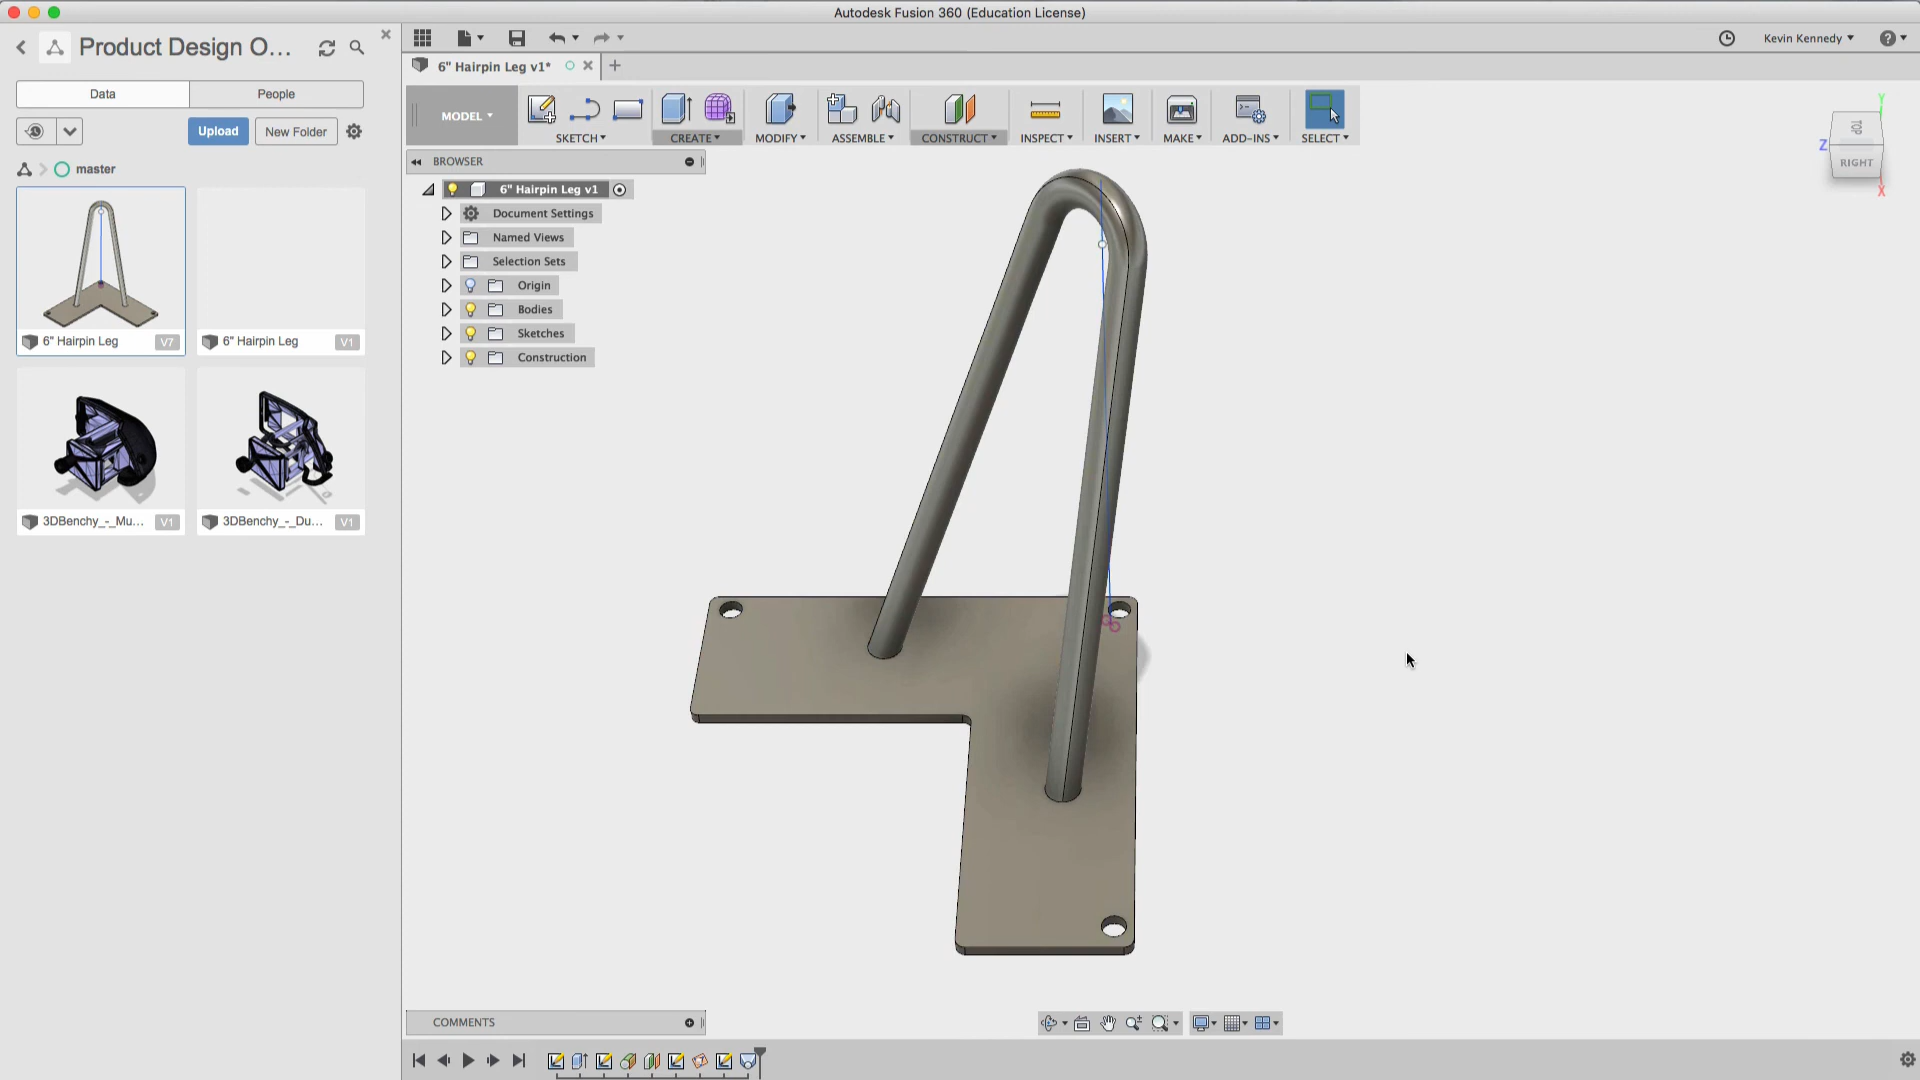 Autodesk Fusion 360 (Education License)
Product Design O...
Data
People
Upload
New Folder
master
6" Hairpin Leg
V7
6" Hairpin Leg
V1
3DBenchy_-_Mu...
V1
3DBenchy_-_Du...
V1
Kevin Kennedy
6" Hairpin Leg v1*
MODEL
SKETCH
CREATE
MODIFY
ASSEMBLE
CONSTRUCT
INSPECT
INSERT
MAKE
ADD-INS
SELECT
BROWSER
6" Hairpin Leg v1
Document Settings
Named Views
Selection Sets
Origin
Bodies
Sketches
Construction
Y
TOP
Z
RIGHT
X
COMMENTS